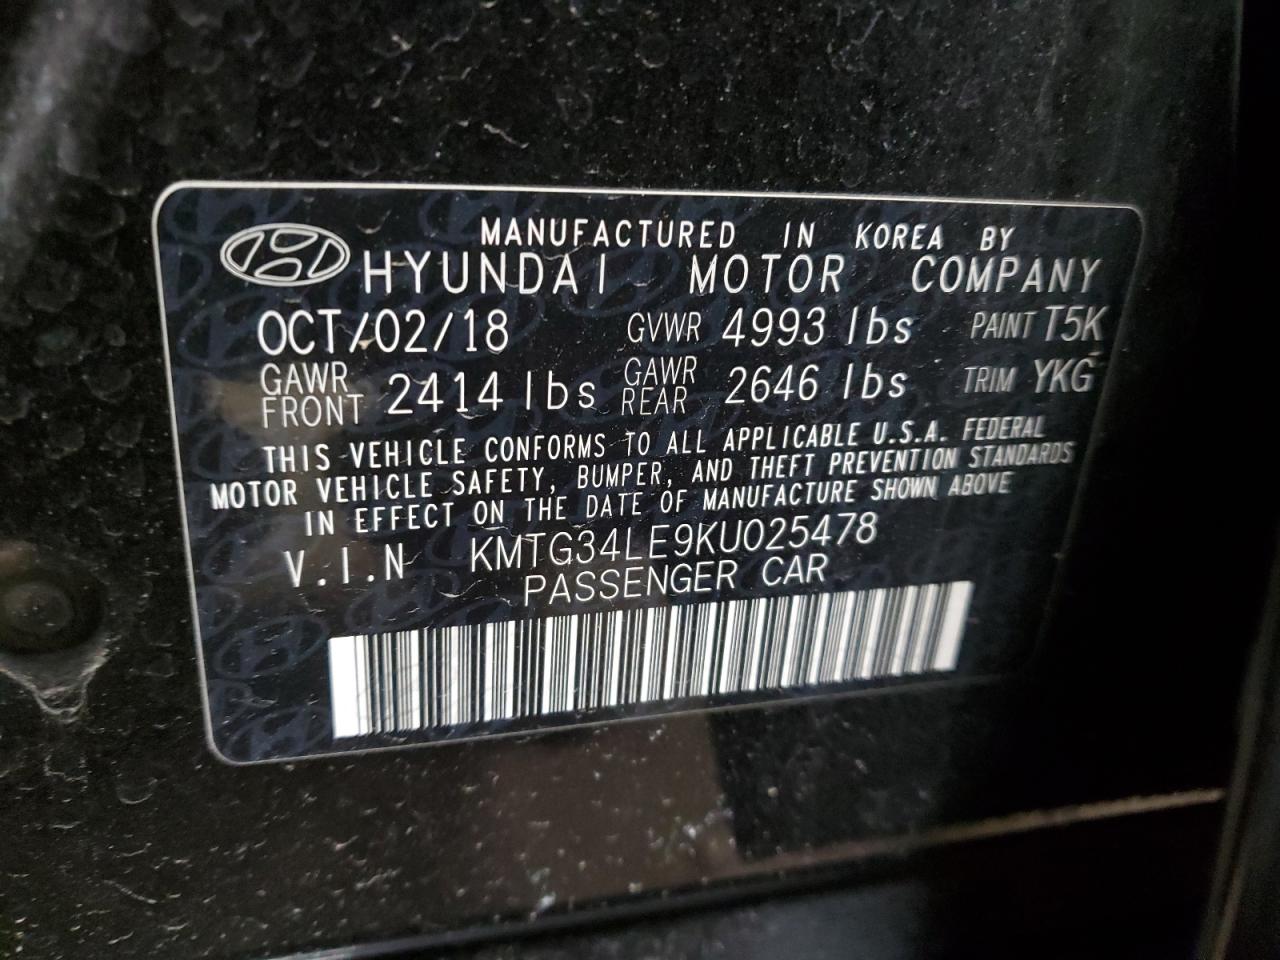 MANUFACTURED IN KOREA BY
HYUNDAI MOTOR COMPANY
OCT/02/18 GVWR 4993 lbs PAINT T5K
GAWR FRONT 2414 lbs GAWR REAR 2646 lbs TRIM YKG
THIS VEHICLE CONFORMS TO ALL APPLICABLE U.S.A. FEDERAL
MOTOR VEHICLE SAFETY, BUMPER, AND THEFT PREVENTION STANDARDS
IN EFFECT ON THE DATE OF MANUFACTURE SHOWN ABOVE
V.I.N KMTG34LE9KU025478
PASSENGER CAR